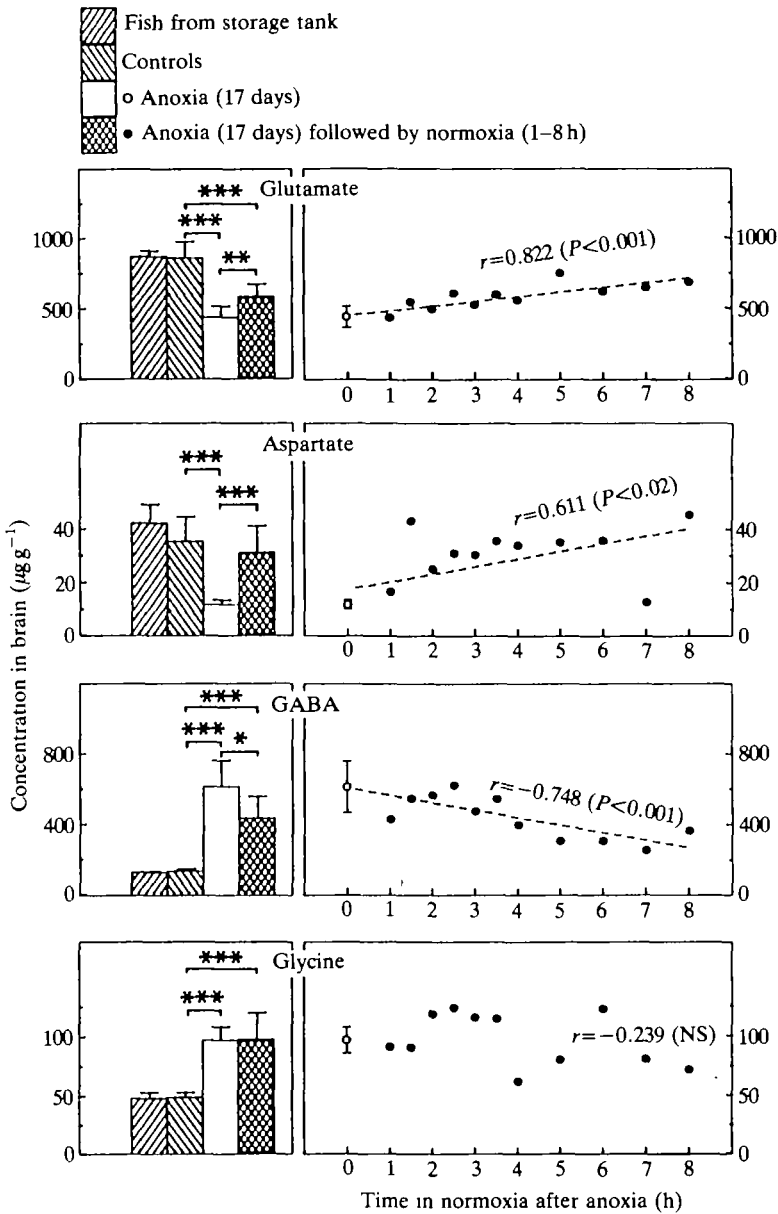 Fish from storage tank
Controls
Anoxia (17 days)
Anoxia (17 days) followed by normoxia (1–8 h)
Concentration in brain (μg g⁻¹)
Glutamate
***
***
**
1000
500
0
r=0.822 (P<0.001)
1000
500
0
0 1 2 3 4 5 6 7 8
Aspartate
***
***
40
20
0
r=0.611 (P<0.02)
40
20
0
0 1 2 3 4 5 6 7 8
GABA
***
***
*
800
400
0
r=−0.748 (P<0.001)
800
400
0
0 1 2 3 4 5 6 7 8
Glycine
***
***
100
50
0
r=−0.239 (NS)
100
50
0
0 1 2 3 4 5 6 7 8
Time in normoxia after anoxia (h)